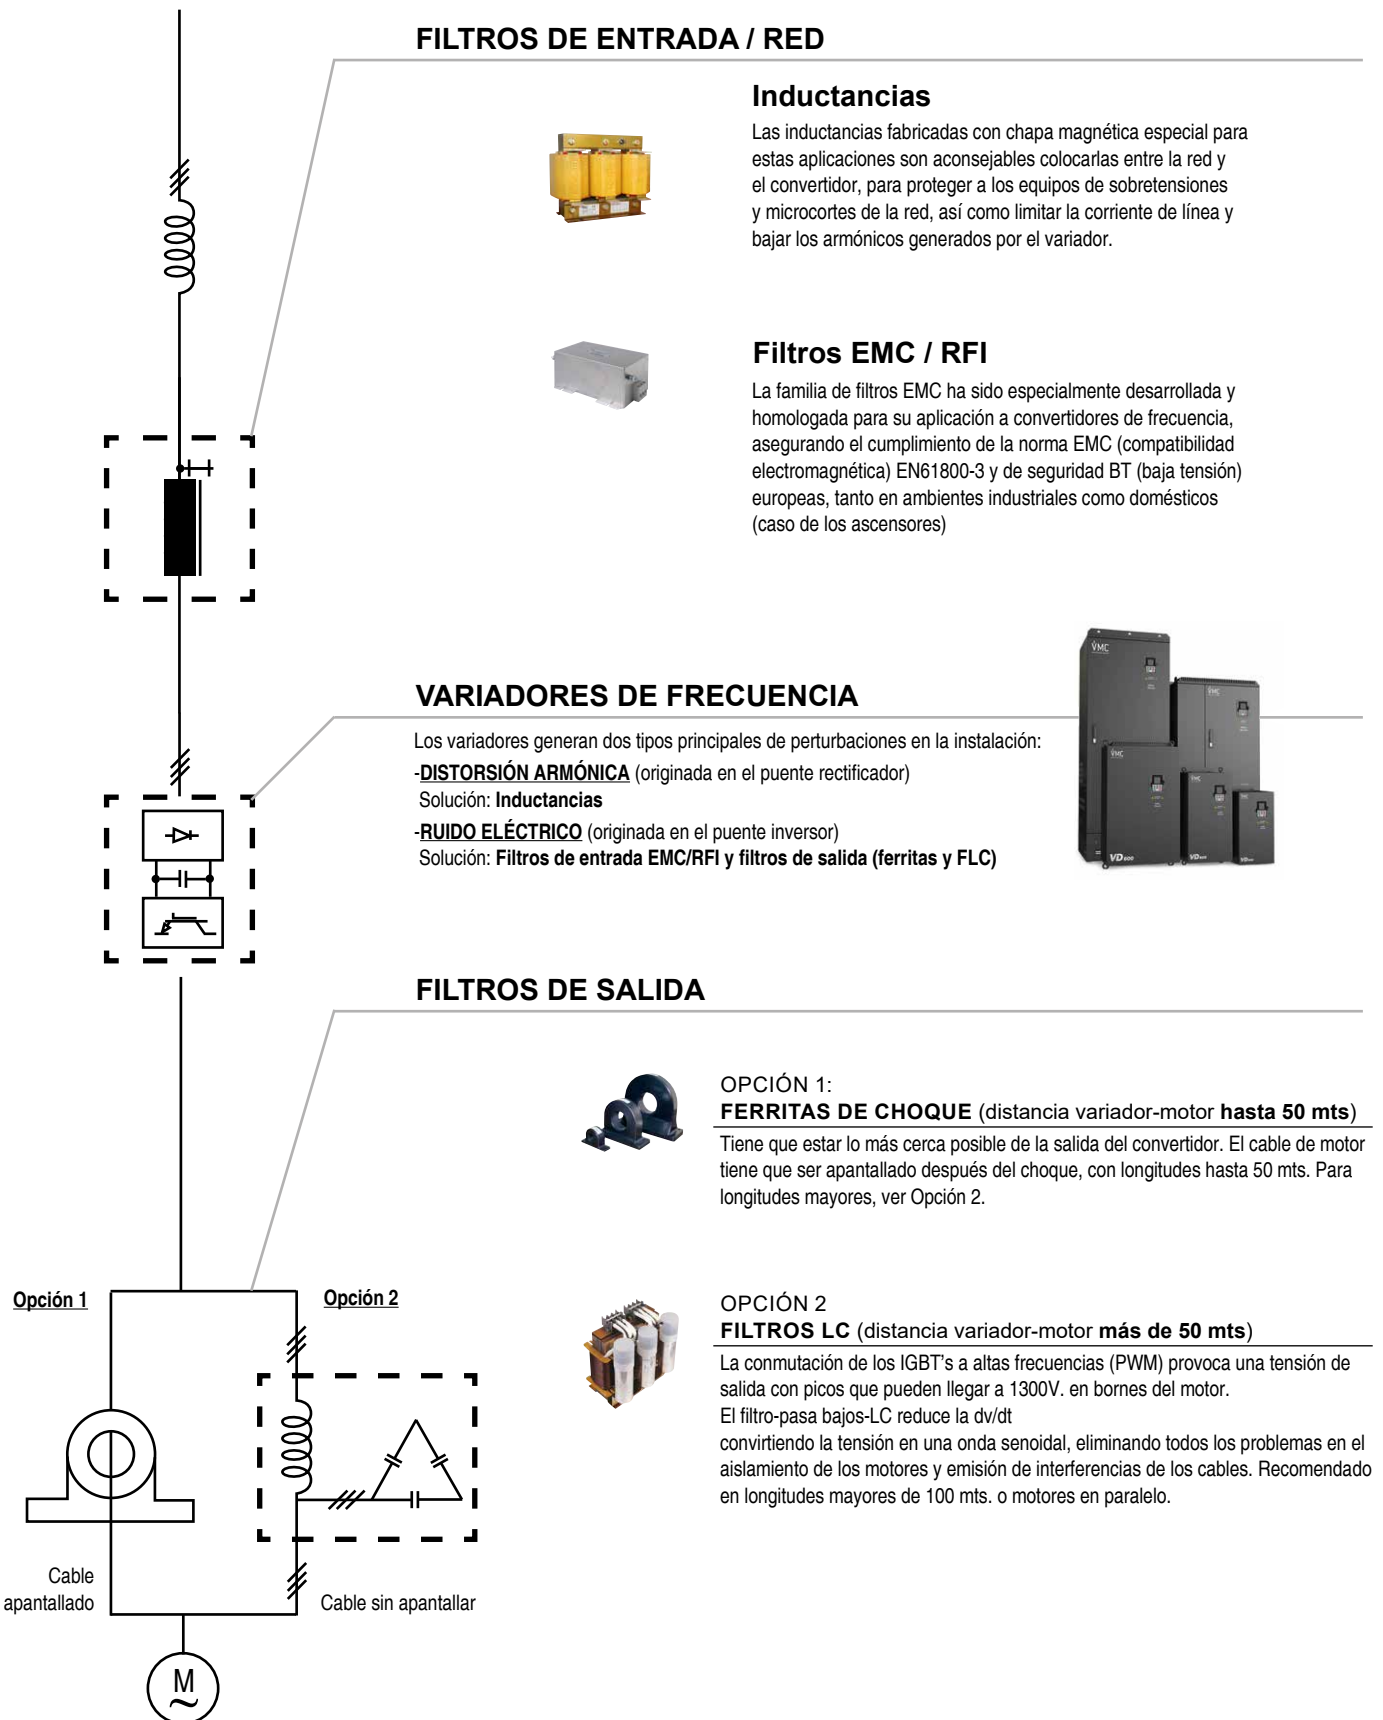 FILTROS DE ENTRADA / RED
Inductancias
Las inductancias fabricadas con chapa magnética especial para
estas aplicaciones son aconsejables colocarlas entre la red y
el convertidor, para proteger a los equipos de sobretensiones
y microcortes de la red, así como limitar la corriente de línea y
bajar los armónicos generados por el variador.
Filtros EMC / RFI
La familia de filtros EMC ha sido especialmente desarrollada y
homologada para su aplicación a convertidores de frecuencia,
asegurando el cumplimiento de la norma EMC (compatibilidad
electromagnética) EN61800-3 y de seguridad BT (baja tensión)
europeas, tanto en ambientes industriales como domésticos
(caso de los ascensores)
VARIADORES DE FRECUENCIA
Los variadores generan dos tipos principales de perturbaciones en la instalación:
-DISTORSIÓN ARMÓNICA (originada en el puente rectificador)
Solución: Inductancias
-RUIDO ELÉCTRICO (originada en el puente inversor)
Solución: Filtros de entrada EMC/RFI y filtros de salida (ferritas y FLC)
VMC
VMC
VMC
VMC
VD 600
VD
VD
FILTROS DE SALIDA
OPCIÓN 1:
FERRITAS DE CHOQUE (distancia variador-motor hasta 50 mts)
Tiene que estar lo más cerca posible de la salida del convertidor. El cable de motor
tiene que ser apantallado después del choque, con longitudes hasta 50 mts. Para
longitudes mayores, ver Opción 2.
Opción 1
Opción 2
OPCIÓN 2
FILTROS LC (distancia variador-motor más de 50 mts)
La conmutación de los IGBT's a altas frecuencias (PWM) provoca una tensión de
salida con picos que pueden llegar a 1300V. en bornes del motor.
El filtro-pasa bajos-LC reduce la dv/dt
convirtiendo la tensión en una onda senoidal, eliminando todos los problemas en el
aislamiento de los motores y emisión de interferencias de los cables. Recomendado
en longitudes mayores de 100 mts. o motores en paralelo.
Cable
apantallado
Cable sin apantallar
M
~